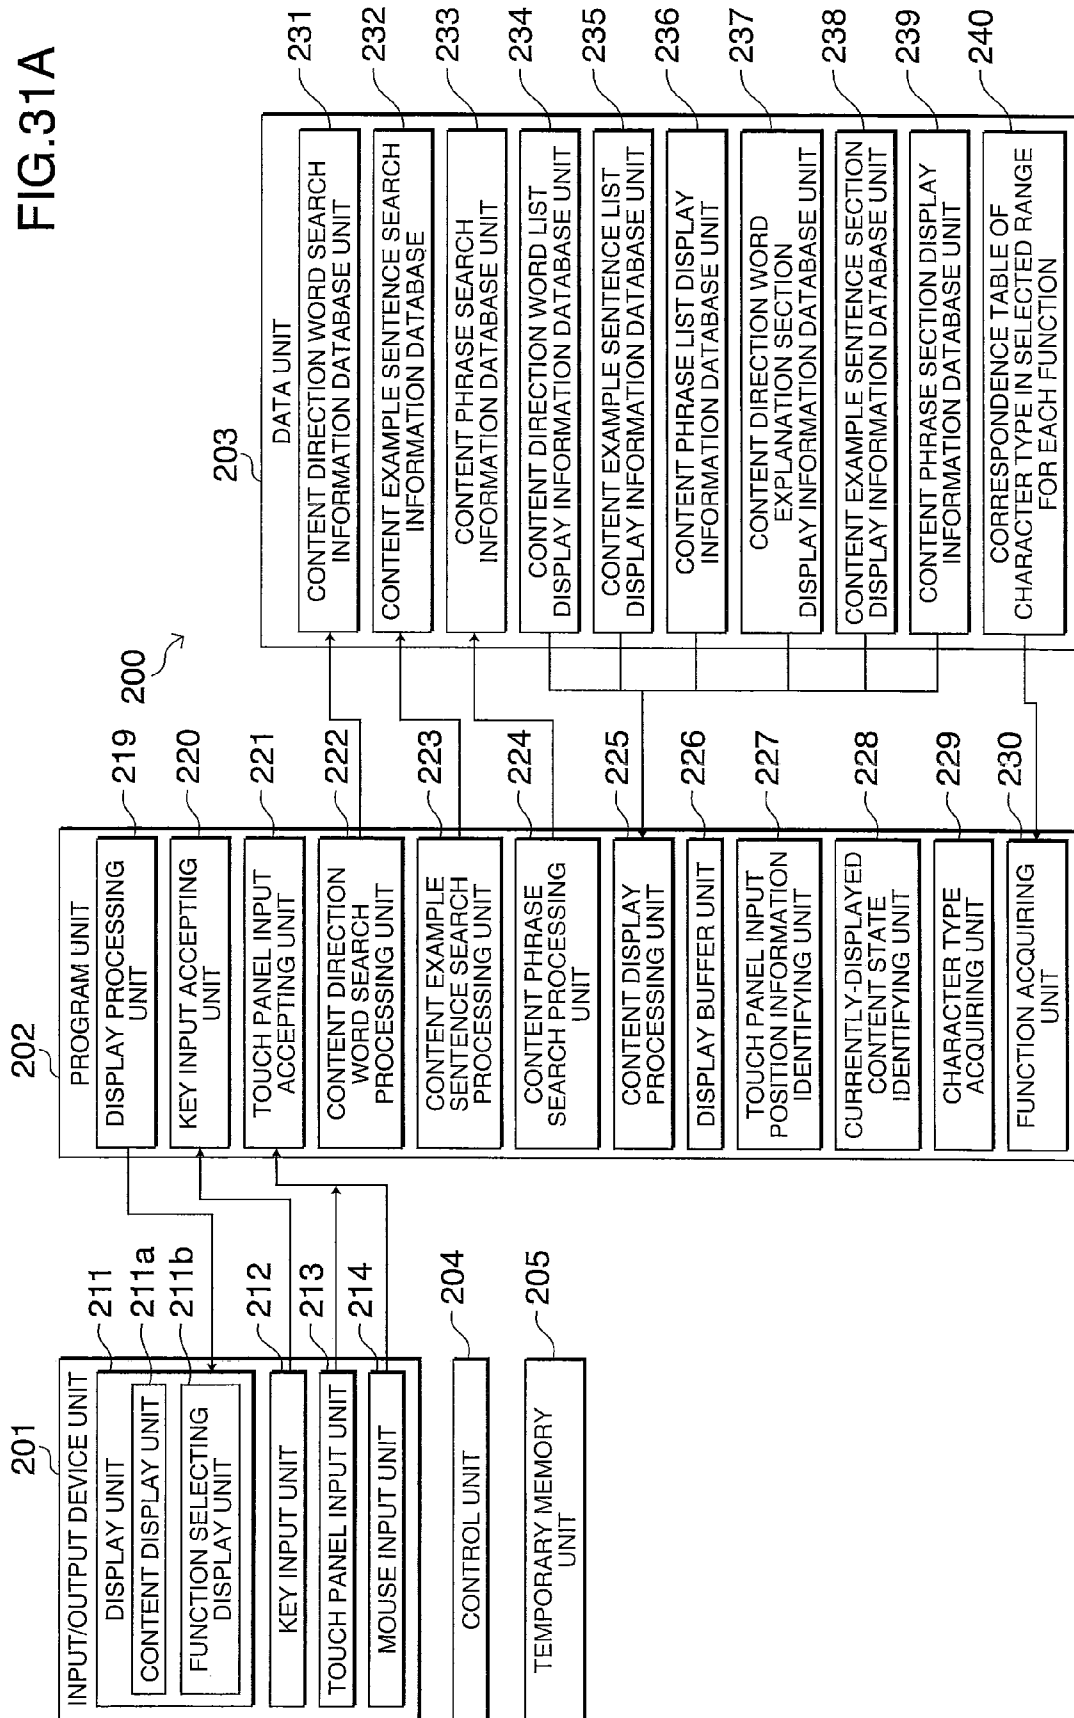 FIG.31A
200
201
INPUT/OUTPUT DEVICE UNIT
DISPLAY UNIT
211
CONTENT DISPLAY UNIT
211a
FUNCTION SELECTING
DISPLAY UNIT
211b
KEY INPUT UNIT
212
TOUCH PANEL INPUT UNIT
213
MOUSE INPUT UNIT
214
CONTROL UNIT
204
TEMPORARY MEMORY
UNIT
205
202
PROGRAM UNIT
DISPLAY PROCESSING
UNIT
219
KEY INPUT ACCEPTING
UNIT
220
TOUCH PANEL INPUT
ACCEPTING UNIT
221
CONTENT DIRECTION
WORD SEARCH
PROCESSING UNIT
222
CONTENT EXAMPLE
SENTENCE SEARCH
PROCESSING UNIT
223
CONTENT PHRASE
SEARCH PROCESSING
UNIT
224
CONTENT DISPLAY
PROCESSING UNIT
225
DISPLAY BUFFER UNIT
226
TOUCH PANEL INPUT
POSITION INFORMATION
IDENTIFYING UNIT
227
CURRENTLY-DISPLAYED
CONTENT STATE
IDENTIFYING UNIT
228
CHARACTER TYPE
ACQUIRING UNIT
229
FUNCTION ACQUIRING
UNIT
230
203
DATA UNIT
CONTENT DIRECTION WORD SEARCH
INFORMATION DATABASE UNIT
231
CONTENT EXAMPLE SENTENCE SEARCH
INFORMATION DATABASE
232
CONTENT PHRASE SEARCH
INFORMATION DATABASE UNIT
233
CONTENT DIRECTION WORD LIST
DISPLAY INFORMATION DATABASE UNIT
234
CONTENT EXAMPLE SENTENCE LIST
DISPLAY INFORMATION DATABASE UNIT
235
CONTENT PHRASE LIST DISPLAY
INFORMATION DATABASE UNIT
236
CONTENT DIRECTION WORD
EXPLANATION SECTION
DISPLAY INFORMATION DATABASE UNIT
237
CONTENT EXAMPLE SENTENCE SECTION
DISPLAY INFORMATION DATABASE UNIT
238
CONTENT PHRASE SECTION DISPLAY
INFORMATION DATABASE UNIT
239
CORRESPONDENCE TABLE OF
CHARACTER TYPE IN SELECTED RANGE
FOR EACH FUNCTION
240